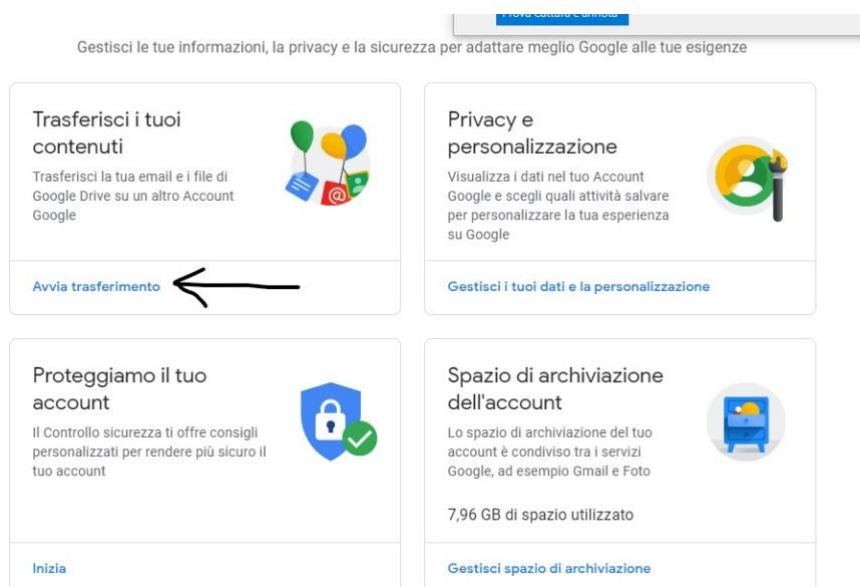 Prova cattura e annota
Gestisci le tue informazioni, la privacy e la sicurezza per adattare meglio Google alle tue esigenze
Trasferisci i tuoi
contenuti
Trasferisci la tua email e i file di
Google Drive su un altro Account
Google
Avvia trasferimento
Privacy e
personalizzazione
Visualizza i dati nel tuo Account
Google e scegli quali attività salvare
per personalizzare la tua esperienza
su Google
Gestisci i tuoi dati e la personalizzazione
Proteggiamo il tuo
account
Il Controllo sicurezza ti offre consigli
personalizzati per rendere più sicuro il
tuo account
Inizia
Spazio di archiviazione
dell'account
Lo spazio di archiviazione del tuo
account è condiviso tra i servizi
Google, ad esempio Gmail e Foto
7,96 GB di spazio utilizzato
Gestisci spazio di archiviazione